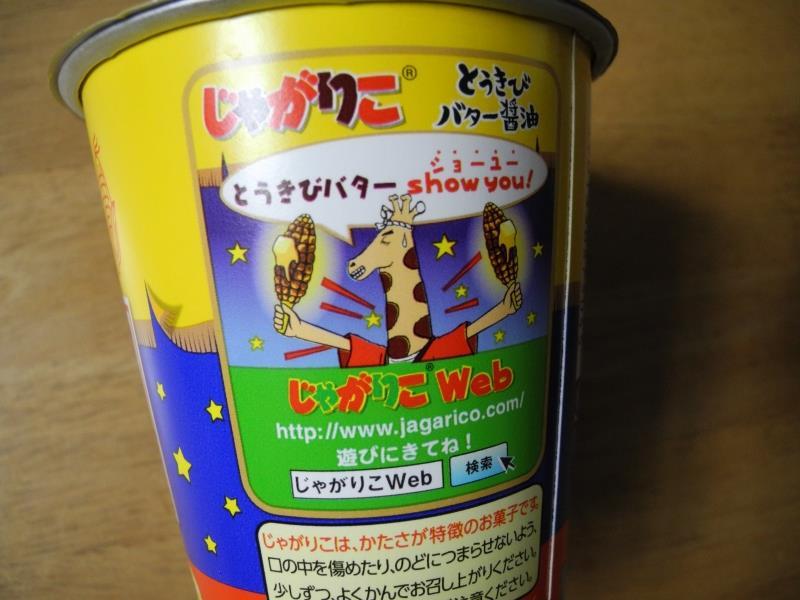 じゃがりこ®
とうきび
バター醤油
ショーユー
とうきびバター show you!
じゃがりこ® Web
http://www.jagarico.com/
遊びにきてね!
じゃがりこWeb 検索
じゃがりこは、かたさが特徴のお菓子です。
口の中を傷めたり、のどにつまらせないよう、
少しずつ、よくかんでお召し上がりください。
ください。